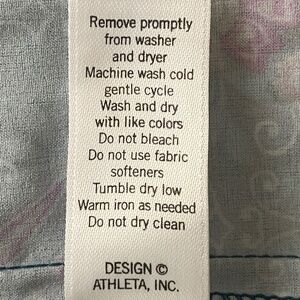 Remove promptly
from washer
and dryer
Machine wash cold
gentle cycle
Wash and dry
with like colors
Do not bleach
Do not use fabric
softeners
Tumble dry low
Warm iron as needed
Do not dry clean
DESIGN ©
ATHLETA, INC.